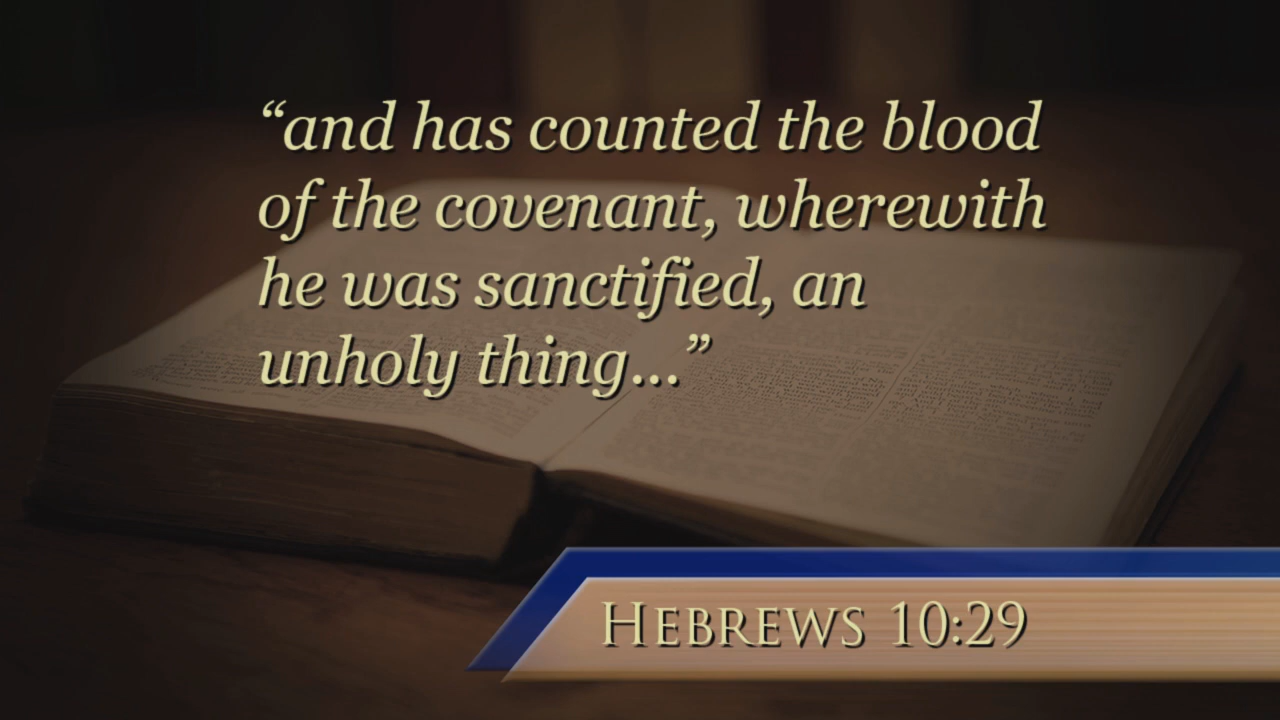 “and has counted the blood
of the covenant, wherewith
he was sanctified, an
unholy thing...”
HEBREWS 10:29